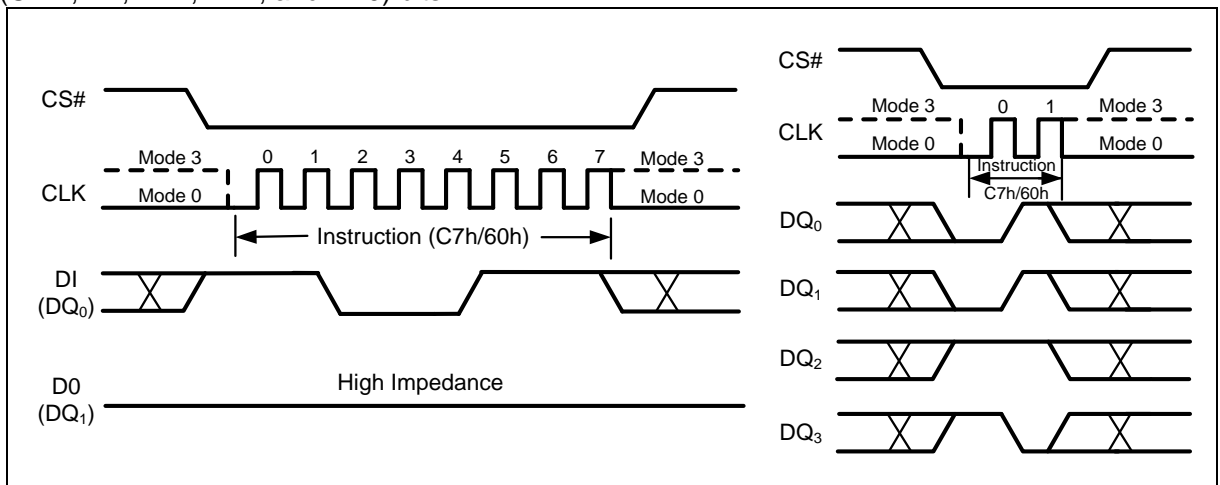 CS#
Mode 3 0 1 2 3 4 5 6 7 Mode 3
CLK Mode 0 Mode 0
Instruction (C7h/60h)
DI
(DQ0)
D0 High Impedance
(DQ1)
CS#
Mode 3 0 1 Mode 3
CLK Mode 0 Mode 0
Instruction
C7h/60h
DQ0
DQ1
DQ2
DQ3